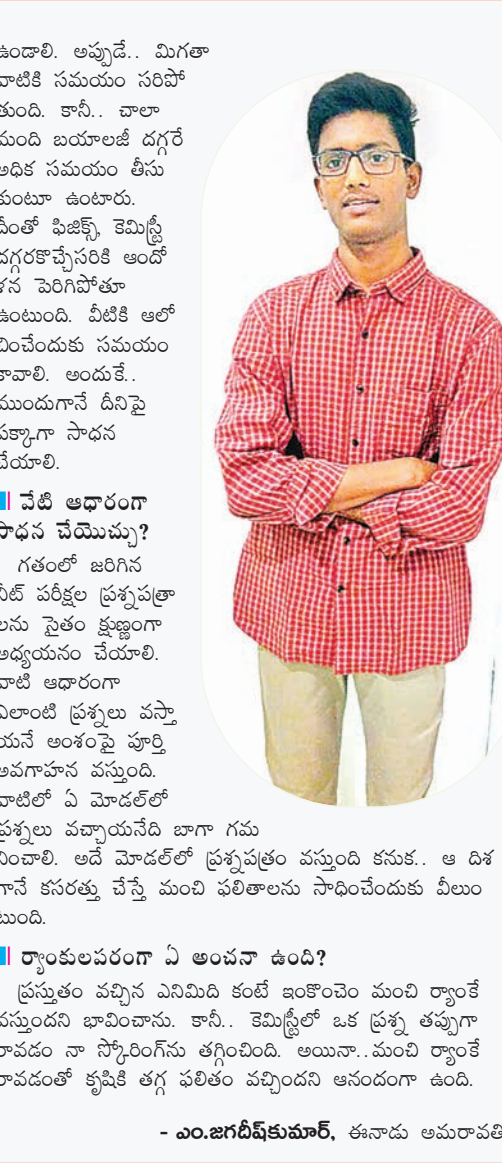 ఉండాలి. అప్పుడే.. మిగతా
వాటికి సమయం సరిపో
తుంది. కానీ.. చాలా
మంది బయాలజీ దగ్గరే
అధిక సమయం తీసు
కుంటూ ఉంటారు.
దీంతో ఫిజిక్స్, కెమిస్ట్రీ
దగ్గరకొచ్చేసరికి ఆందో
ళన పెరిగిపోతూ
ఉంటుంది. వీటికి ఆలో
చించేందుకు సమయం
కావాలి. అందుకే..
ముందుగానే దీనిపై
పక్కాగా సాధన
చేయాలి.
వేటి ఆధారంగా
సాధన చేయొచ్చు?
గతంలో జరిగిన
నీట్ పరీక్షల ప్రశ్నపత్రా
లను సైతం క్షుణ్ణంగా
అధ్యయనం చేయాలి.
వాటి ఆధారంగా
ఎలాంటి ప్రశ్నలు వస్తా
యనే అంశంపై పూర్తి
అవగాహన వస్తుంది.
వాటిలో ఏ మోడల్‌లో
ప్రశ్నలు వచ్చాయనేది బాగా గమ
నించాలి. అదే మోడల్‌లో ప్రశ్నపత్రం వస్తుంది కనుక.. ఆ దిశ
గానే కసరత్తు చేస్తే మంచి ఫలితాలను సాధించేందుకు వీలుం
టుంది.
ర్యాంకులపరంగా ఏ అంచనా ఉంది?
ప్రస్తుతం వచ్చిన ఎనిమిది కంటే ఇంకొంచెం మంచి ర్యాంకే
వస్తుందని భావించాను. కానీ.. కెమిస్ట్రీలో ఒక ప్రశ్న తప్పుగా
రావడం నా స్కోరింగ్‌ను తగ్గించింది. అయినా..మంచి ర్యాంకే
రావడంతో కృషికి తగ్గ ఫలితం వచ్చిందని ఆనందంగా ఉంది.
- ఎం.జగదీష్‌కుమార్, ఈనాడు అమరావతి